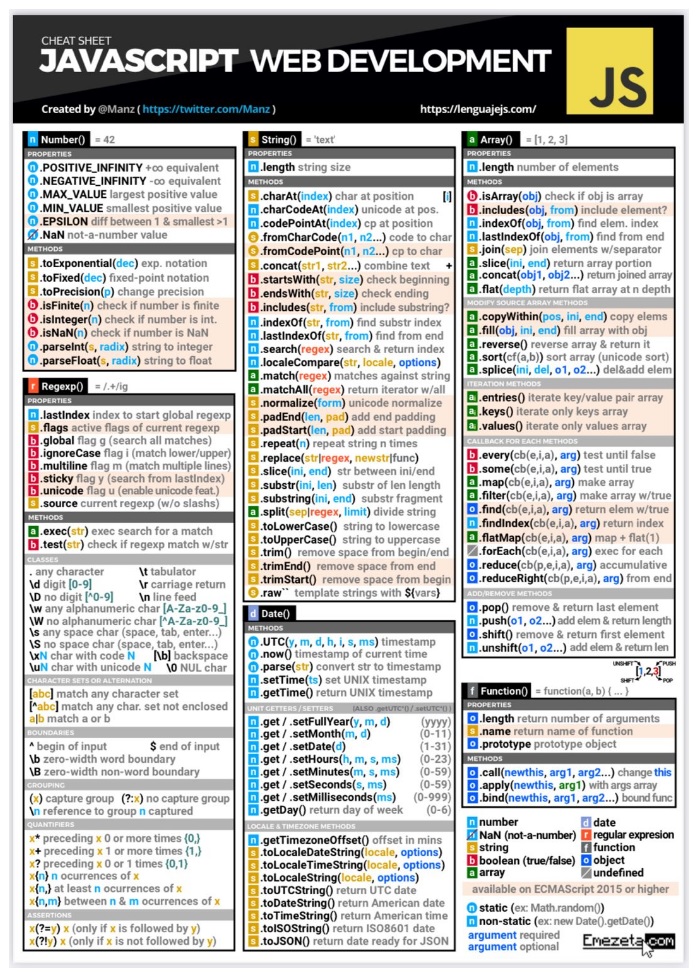 CHEAT SHEET
JAVASCRIPT WEB DEVELOPMENT
JS
Created by @Manz ( https://twitter.com/Manz )
https://lenguajejs.com/
n Number() = 42
PROPERTIES
n .POSITIVE_INFINITY +∞ equivalent
n .NEGATIVE_INFINITY -∞ equivalent
n .MAX_VALUE largest positive value
n .MIN_VALUE smallest positive value
n .EPSILON diff between 1 & smallest >1
.NaN not-a-number value
METHODS
s .toExponential(dec) exp. notation
s .toFixed(dec) fixed-point notation
s .toPrecision(p) change precision
b .isFinite(n) check if number is finite
b .isInteger(n) check if number is int.
b .isNaN(n) check if number is NaN
n .parseInt(s, radix) string to integer
n .parseFloat(s, radix) string to float
r Regexp() = /.+/ig
PROPERTIES
n .lastIndex index to start global regexp
s .flags active flags of current regexp
b .global flag g (search all matches)
b .ignoreCase flag i (match lower/upper)
b .multiline flag m (match multiple lines)
b .sticky flag y (search from lastIndex)
b .unicode flag u (enable unicode feat.)
s .source current regexp (w/o slashs)
METHODS
a .exec(str) exec search for a match
b .test(str) check if regexp match w/str
CLASSES
. any character \t tabulator
\d digit [0-9] \r carriage return
\D no digit [^0-9] \n line feed
\w any alphanumeric char [A-Za-z0-9_]
\W no alphanumeric char [^A-Za-z0-9_]
\s any space char (space, tab, enter...)
\S no space char (space, tab, enter...)
\xN char with code N [\b] backspace
\uN char with unicode N \0 NUL char
CHARACTER SETS OR ALTERNATION
[abc] match any character set
[^abc] match any char. set not enclosed
a|b match a or b
BOUNDARIES
^ begin of input $ end of input
\b zero-width word boundary
\B zero-width non-word boundary
GROUPING
(x) capture group (?:x) no capture group
\n reference to group n captured
QUANTIFIERS
x* preceding x 0 or more times {0,}
x+ preceding x 1 or more times {1,}
x? preceding x 0 or 1 times {0,1}
x{n} n ocurrences of x
x{n,} at least n ocurrences of x
x{n,m} between n & m ocurrences of x
ASSERTIONS
x(?=y) x (only if x is followed by y)
x(?!y) x (only if x is not followed by y)
s String() = 'text'
PROPERTIES
n .length string size
METHODS
s .charAt(index) char at position [i]
n .charCodeAt(index) unicode at pos.
n .codePointAt(index) cp at position
s .fromCharCode(n1, n2...) code to char
s .fromCodePoint(n1, n2...) cp to char
s .concat(str1, str2...) combine text +
b .startsWith(str, size) check beginning
b .endsWith(str, size) check ending
b .includes(str, from) include substring?
n .indexOf(str, from) find substr index
n .lastIndexOf(str, from) find from end
n .search(regex) search & return index
n .localeCompare(str, locale, options)
a .match(regex) matches against string
a .matchAll(regex) return iterator w/all
s .normalize(form) unicode normalize
s .padEnd(len, pad) add end padding
s .padStart(len, pad) add start padding
s .repeat(n) repeat string n times
s .replace(str|regex, newstr|func)
s .slice(ini, end) str between ini/end
s .substr(ini, len) substr of len length
s .substring(ini, end) substr fragment
a .split(sep|regex, limit) divide string
s .toLowerCase() string to lowercase
s .toUpperCase() string to uppercase
s .trim() remove space from begin/end
s .trimEnd() remove space from end
s .trimStart() remove space from begin
s .raw`` template strings with ${vars}
d Date()
METHODS
n .UTC(y, m, d, h, i, s, ms) timestamp
n .now() timestamp of current time
n .parse(str) convert str to timestamp
n .setTime(ts) set UNIX timestamp
n .getTime() return UNIX timestamp
UNIT GETTERS / SETTERS (ALSO .getUTC*() /.setUTC*() )
n .get / .setFullYear(y, m, d) (yyyy)
n .get / .setMonth(m, d) (0-11)
n .get / .setDate(d) (1-31)
n .get / .setHours(h, m, s, ms) (0-23)
n .get / .setMinutes(m, s, ms) (0-59)
n .get / .setSeconds(s, ms) (0-59)
n .get / .setMilliseconds(ms) (0-999)
n .getDay() return day of week (0-6)
LOCALE & TIMEZONE METHODS
n .getTimezoneOffset() offset in mins
s .toLocaleDateString(locale, options)
s .toLocaleTimeString(locale, options)
s .toLocaleString(locale, options)
s .toUTCString() return UTC date
s .toDateString() return American date
s .toTimeString() return American time
s .toISOString() return ISO8601 date
s .toJSON() return date ready for JSON
a Array() = [1, 2, 3]
PROPERTIES
n .length number of elements
METHODS
b .isArray(obj) check if obj is array
b .includes(obj, from) include element?
n .indexOf(obj, from) find elem. index
n .lastIndexOf(obj, from) find from end
s .join(sep) join elements w/separator
a .slice(ini, end) return array portion
a .concat(obj1, obj2...) return joined array
a .flat(depth) return flat array at n depth
MODIFY SOURCE ARRAY METHODS
a .copyWithin(pos, ini, end) copy elems
a .fill(obj, ini, end) fill array with obj
a .reverse() reverse array & return it
a .sort(cf(a,b)) sort array (unicode sort)
a .splice(ini, del, o1, o2...) del&add elem
ITERATION METHODS
ai .entries() iterate key/value pair array
ai .keys() iterate only keys array
ai .values() iterate only values array
CALLBACK FOR EACH METHODS
b .every(cb(e,i,a), arg) test until false
b .some(cb(e,i,a), arg) test until true
a .map(cb(e,i,a), arg) make array
a .filter(cb(e,i,a), arg) make array w/true
o .find(cb(e,i,a), arg) return elem w/true
n .findIndex(cb(e,i,a), arg) return index
a .flatMap(cb(e,i,a), arg) map + flat(1)
.forEach(cb(e,i,a), arg) exec for each
o .reduce(cb(p,e,i,a), arg) accumulative
o .reduceRight(cb(p,e,i,a), arg) from end
ADD/REMOVE METHODS
o .pop() remove & return last element
n .push(o1, o2...) add elem & return length
o .shift() remove & return first element
n .unshift(o1, o2...) add elem & return len
UNSHIFT PUSH
[1,2,3]
SHIFT POP
f Function() = function(a, b) { ... }
PROPERTIES
o .length return number of arguments
s .name return name of function
o .prototype prototype object
METHODS
o .call(newthis, arg1, arg2...) change this
o .apply(newthis, arg1) with args array
o .bind(newthis, arg1, arg2...) bound func
n number d date
NaN (not-a-number) r regular expresion
s string f function
b boolean (true/false) o object
a array undefined
available on ECMAScript 2015 or higher
n static (ex: Math.random())
n non-static (ex: new Date().getDate())
argument required
argument optional
Emezeta.com